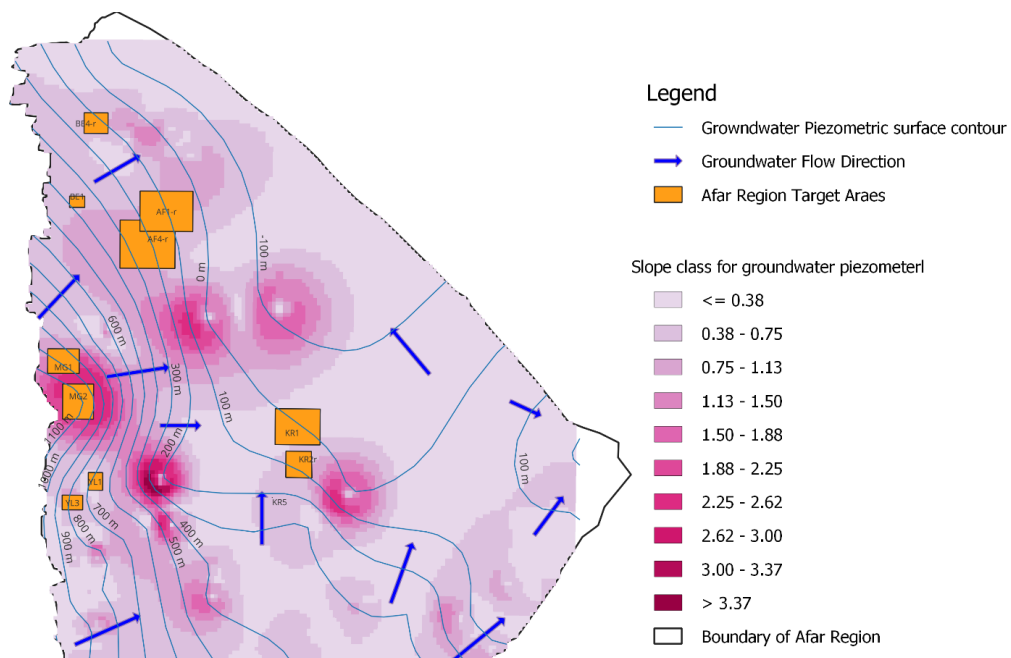 BE4-r
BE1
AF1-r
AF4-r
-100 m
0 m
600 m
300 m
MG1
100 m
MG2
1100 m
KR1
200 m
KR2r
1000 m
100 m
YL1
YL3
KR5
700 m
400 m
800 m
900 m
500 m
Legend
Growndwater Piezometric surface contour
Groundwater Flow Direction
Afar Region Target Araes
Slope class for groundwater piezometerl
<= 0.38
0.38 - 0.75
0.75 - 1.13
1.13 - 1.50
1.50 - 1.88
1.88 - 2.25
2.25 - 2.62
2.62 - 3.00
3.00 - 3.37
> 3.37
Boundary of Afar Region